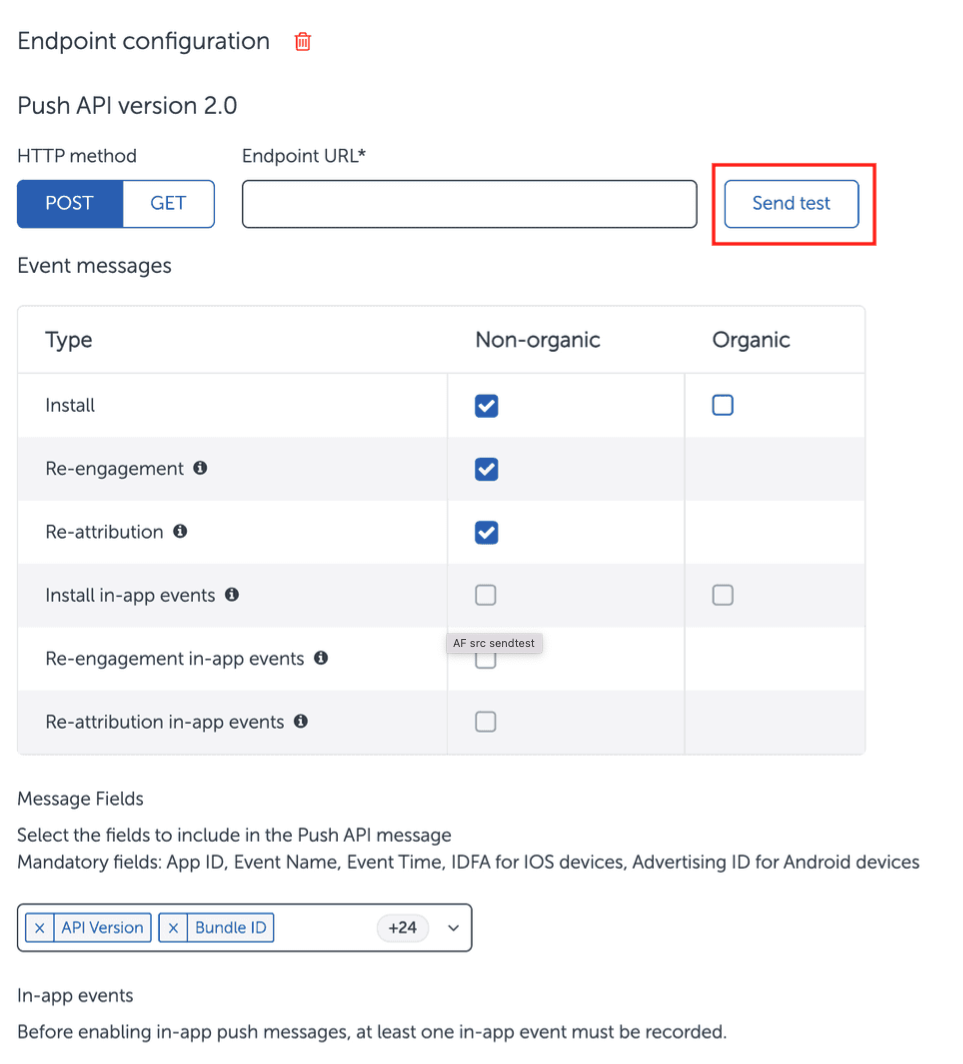 Endpoint configuration
Push API version 2.0
HTTP method
Endpoint URL*
POST
GET
Send test
Event messages
Type
Non-organic
Organic
Install
Re-engagement
Re-attribution
Install in-app events
AF src sendtest
Re-engagement in-app events
Re-attribution in-app events
Message Fields
Select the fields to include in the Push API message
Mandatory fields: App ID, Event Name, Event Time, IDFA for IOS devices, Advertising ID for Android devices
× API Version × Bundle ID +24
In-app events
Before enabling in-app push messages, at least one in-app event must be recorded.